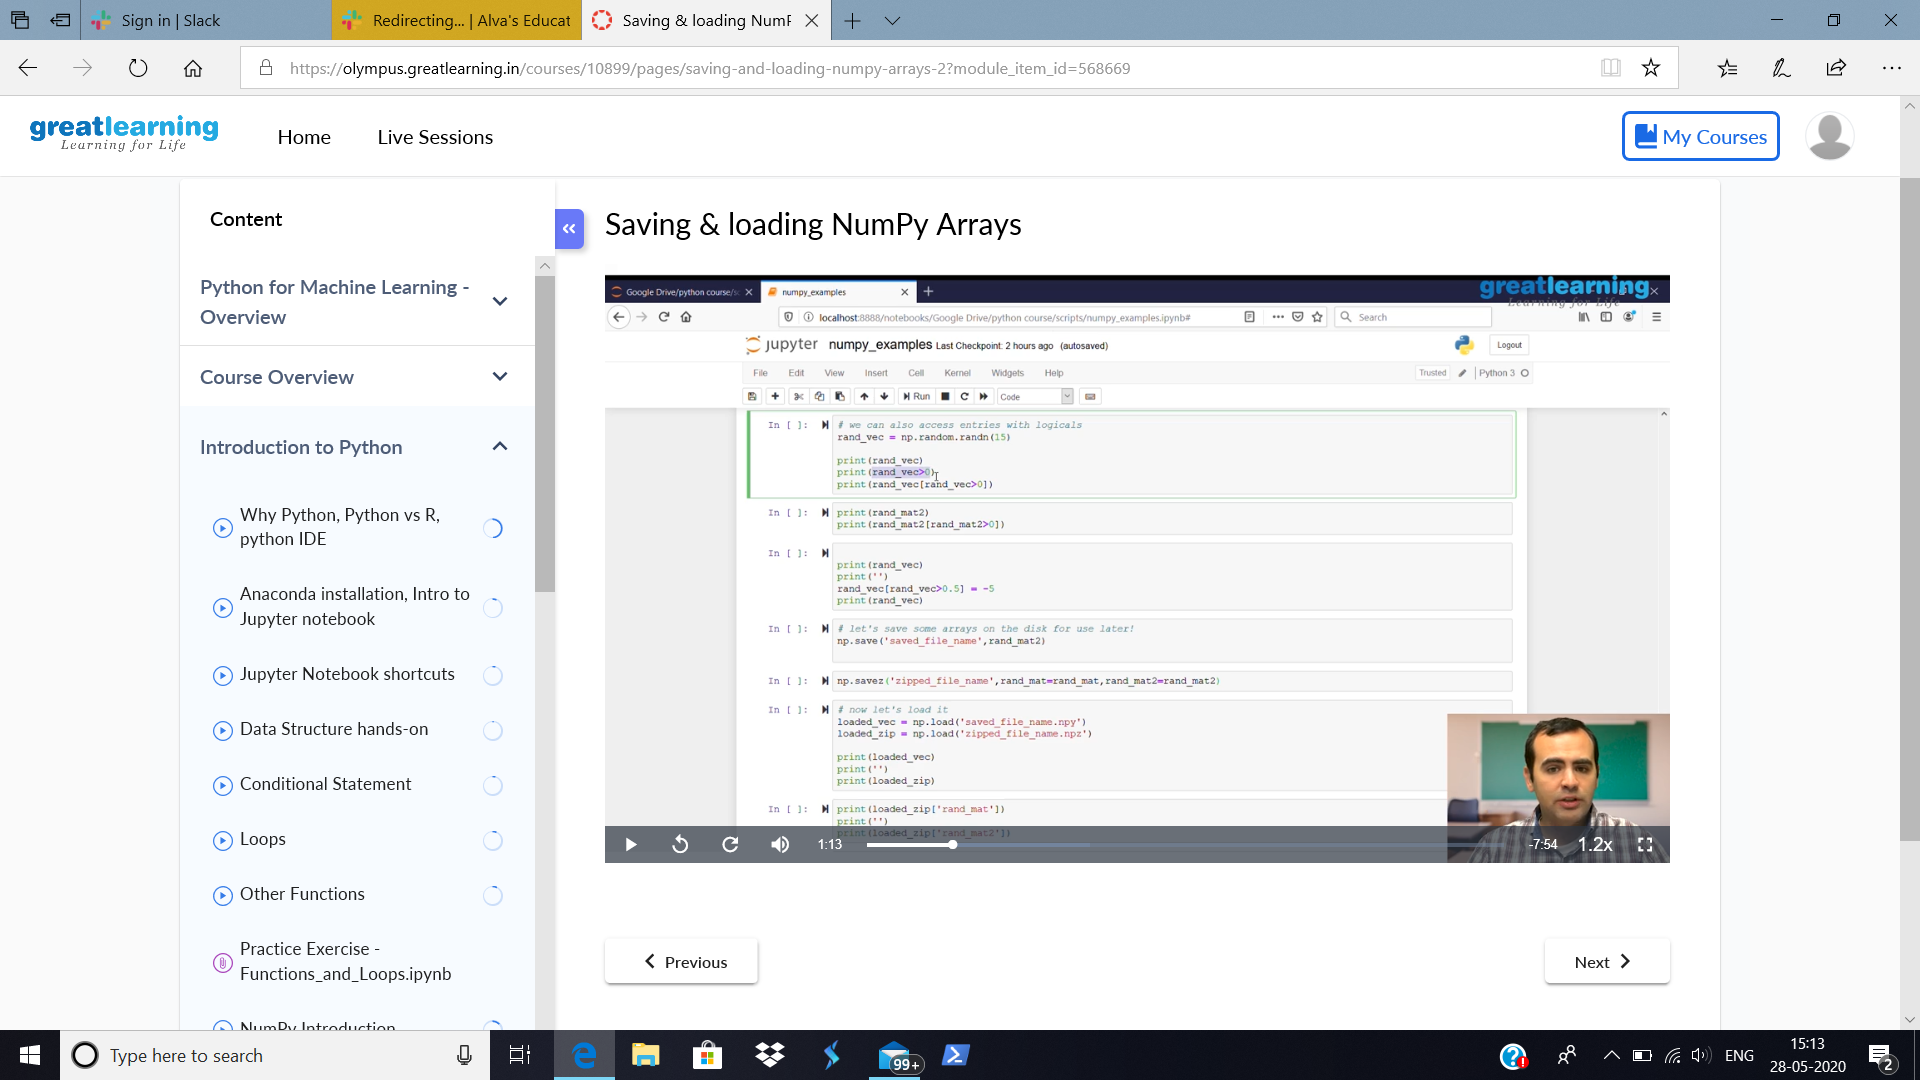 Sign in | Slack
Redirecting... | Alva's Educat
Saving & loading NumP
https://olympus.greatlearning.in/courses/10899/pages/saving-and-loading-numpy-arrays-2?module_item_id=568669
greatlearning
Learning for Life
Home
Live Sessions
My Courses
Content
Python for Machine Learning -
Overview
Course Overview
Introduction to Python
Why Python, Python vs R,
python IDE
Anaconda installation, Intro to
Jupyter notebook
Jupyter Notebook shortcuts
Data Structure hands-on
Conditional Statement
Loops
Other Functions
Practice Exercise -
Functions_and_Loops.ipynb
NumPy Introduction
Saving & loading NumPy Arrays
Google Drive/python course/s
numpy_examples
greatlearning
Learning for Life
localhost:8888/notebooks/Google Drive/python course/scripts/numpy_examples.ipynb#
Search
jupyter numpy_examples Last Checkpoint: 2 hours ago (autosaved)
Logout
File Edit View Insert Cell Kernel Widgets Help
Trusted
Python 3
Run
Code
In [ ]:
# we can also access entries with logicals
rand_vec = np.random.randn(15)
print(rand_vec)
print(rand_vec>0)
print(rand_vec[rand_vec>0])
In [ ]:
print(rand_mat2)
print(rand_mat2[rand_mat2>0])
In [ ]:
print(rand_vec)
print('')
rand_vec[rand_vec>0.5] = -5
print(rand_vec)
In [ ]:
# let's save some arrays on the disk for use later!
np.save('saved_file_name',rand_mat2)
In [ ]:
np.savez('zipped_file_name',rand_mat=rand_mat,rand_mat2=rand_mat2)
In [ ]:
# now let's load it
loaded_vec = np.load('saved_file_name.npy')
loaded_zip = np.load('zipped_file_name.npz')
print(loaded_vec)
print('')
print(loaded_zip)
In [ ]:
print(loaded_zip['rand_mat'])
print('')
print(loaded_zip['rand_mat2'])
1:13
-7:54
1.2x
Previous
Next
Type here to search
99+
ENG
15:13
28-05-2020
2